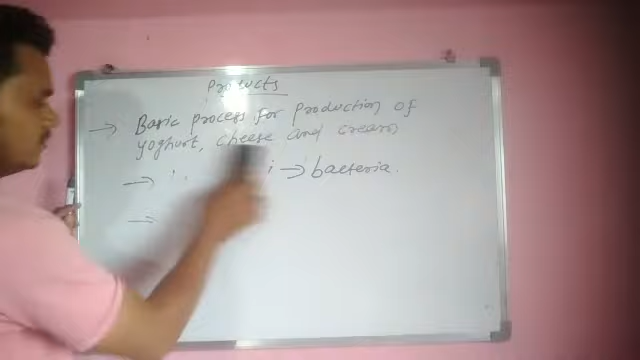 Products
→ Basic process for production of
yoghurt, cheese and cream
→ i → bacteria.
→